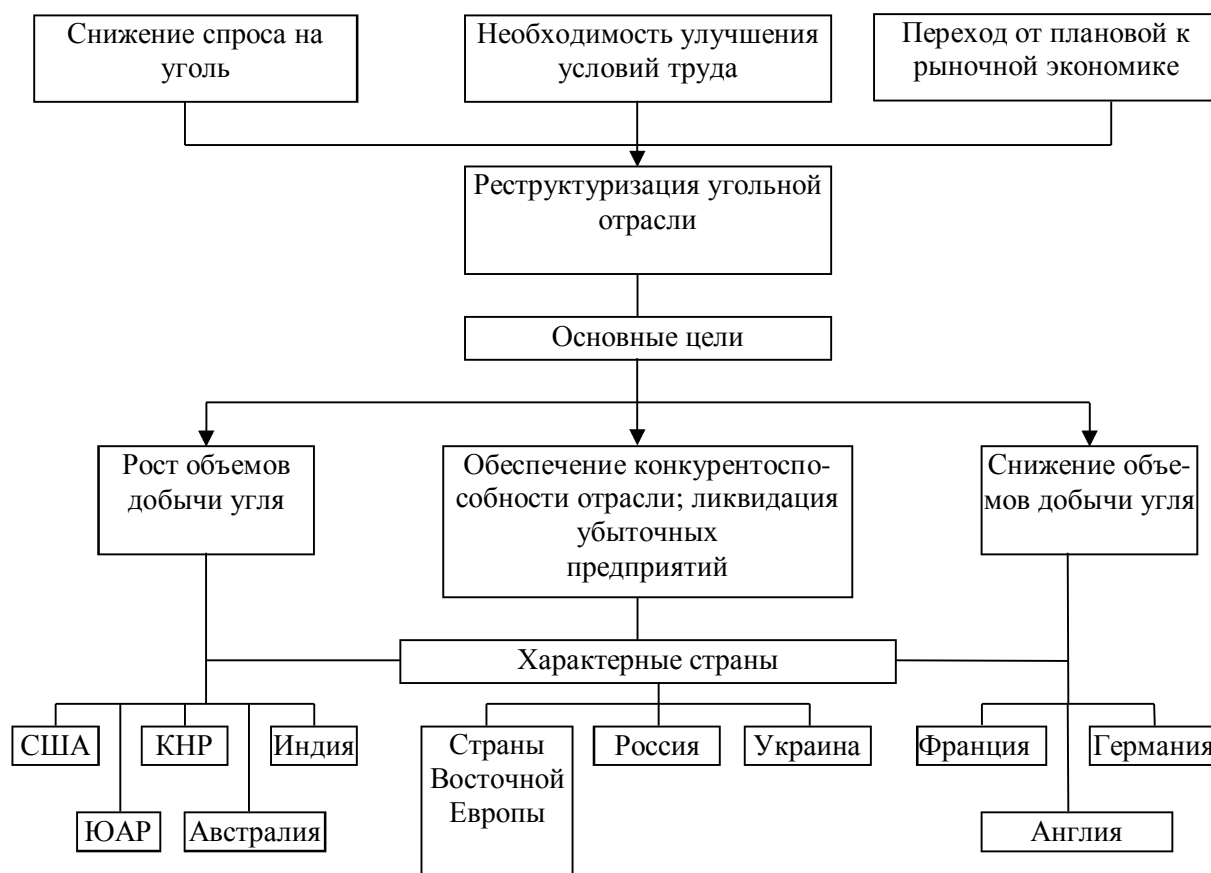 Снижение спроса на
уголь
Необходимость улучшения
условий труда
Переход от плановой к
рыночной экономике
Реструктуризация угольной
отрасли
Основные цели
Рост объемов
добычи угля
Обеспечение конкурентоспо-
собности отрасли; ликвидация
убыточных
предприятий
Снижение объе-
мов добычи угля
Характерные страны
США
КНР
Индия
ЮАР
Австралия
Страны
Восточной
Европы
Россия
Украина
Франция
Германия
Англия